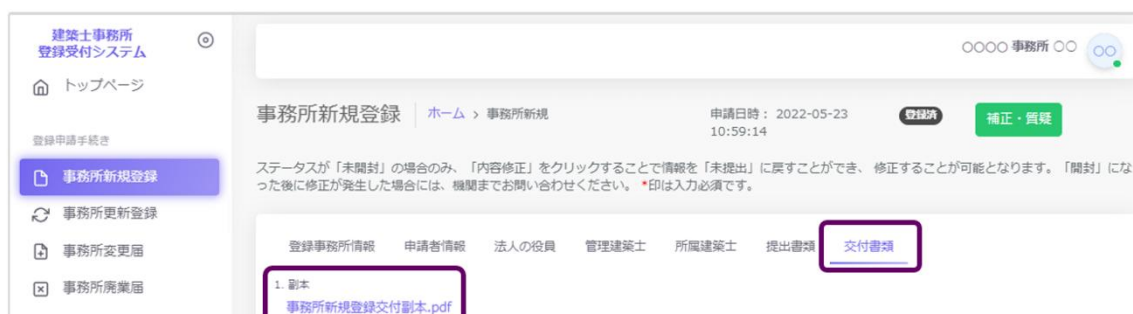 建築士事務所
登録受付システム
○○○○ 事務所 ○○
○○
トップページ
事務所新規登録
ホーム > 事務所新規
申請日時： 2022-05-23
10:59:14
登録済
補正・質疑
登録申請手続き
ステータスが「未開封」の場合のみ、「内容修正」をクリックすることで情報を「未提出」に戻すことができ、 修正することが可能となります。「開封」にな
った後に修正が発生した場合には、機関までお問い合わせください。 *印は入力必須です。
事務所新規登録
事務所更新登録
事務所変更届
事務所廃業届
登録事務所情報 申請者情報 法人の役員 管理建築士 所属建築士 提出書類 交付書類
1. 副本
事務所新規登録交付副本.pdf